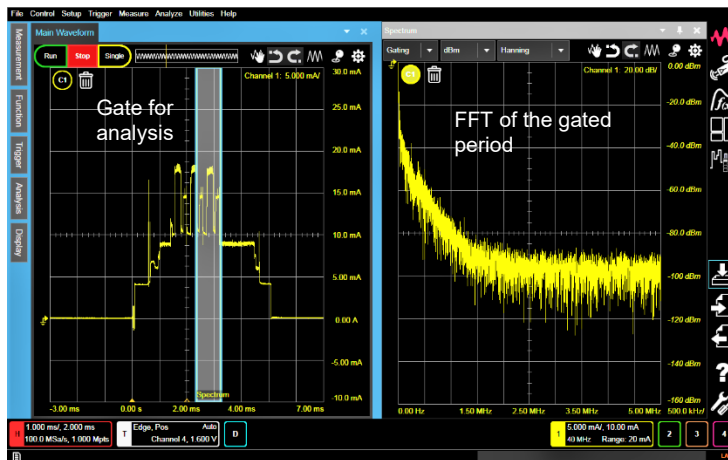 File Control Setup Trigger Measure Analyze Utilities Help
Main Waveform
Run Stop Single
C1
Channel 1: 5.000 mA/
30.0 mA
25.0 mA
20.0 mA
15.0 mA
10.0 mA
5.00 mA
0.00 A
-5.00 mA
-10.0 mA
Gate for
analysis
Spectrum
-3.00 ms 0.00 s 2.00 ms 4.00 ms 7.00 ms
Measurement
Function
Trigger
Analysis
Display
Spectrum
Gating dBm Hanning
C1
Channel 1: 20.00 dB/
0.00 dBm
-20.0 dBm
-40.0 dBm
-60.0 dBm
-80.0 dBm
-100 dBm
-120 dBm
-140 dBm
-160 dBm
FFT of the gated
period
0.00 Hz 1.50 MHz 2.50 MHz 3.50 MHz 5.00 MHz 500.0 kHz/
H
1.000 ms/, 2.000 ms
100.0 MSa/s, 1.000 Mpts
T
Edge, Pos Auto
Channel 4, 1.600 V
D
1
5.000 mA/, 10.00 mA
40 MHz Range: 20 mA
2
3
4